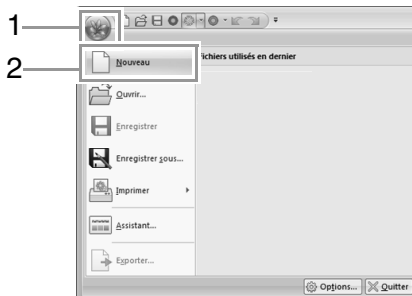 1
2
Nouveau
Fichiers utilisés en dernier
Ouvrir...
Enregistrer
Enregistrer sous...
Imprimer
Assistant...
Exporter...
Options...
Quitter